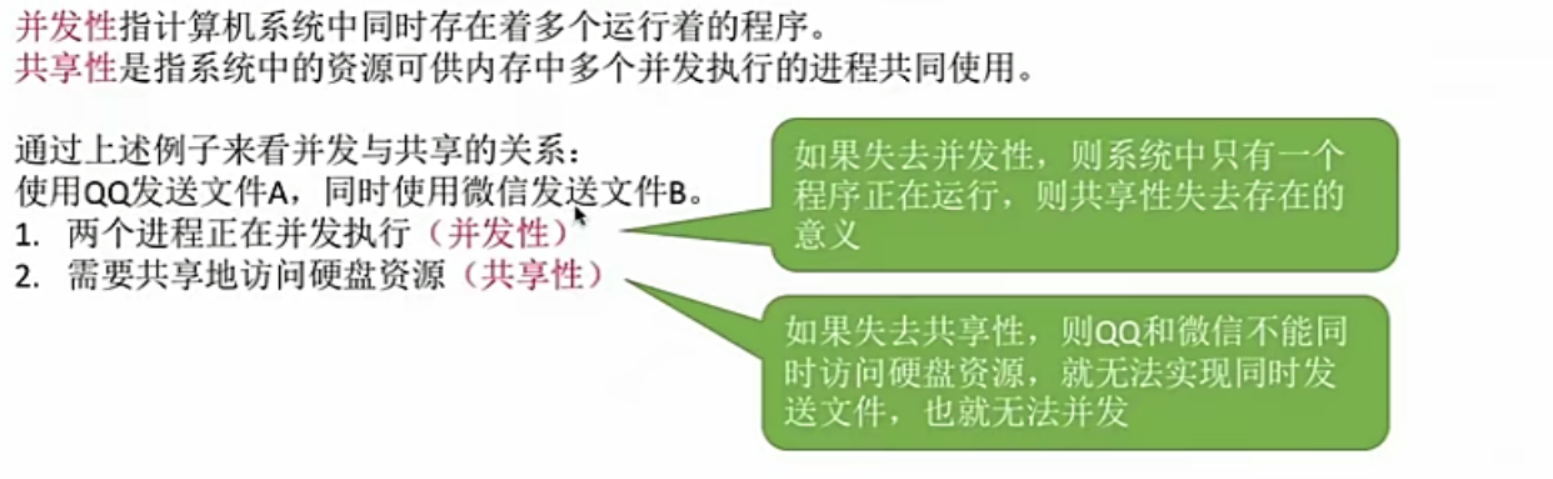 并发性指计算机系统中同时存在着多个运行着的程序。
共享性是指系统中的资源可供内存中多个并发执行的进程共同使用。
通过上述例子来看并发与共享的关系：
使用QQ发送文件A，同时使用微信发送文件B。
1. 两个进程正在并发执行（并发性）
2. 需要共享地访问硬盘资源（共享性）
如果失去并发性，则系统中只有一个
程序正在运行，则共享性失去存在的
意义
如果失去共享性，则QQ和微信不能同
时访问硬盘资源，就无法实现同时发
送文件，也就无法并发